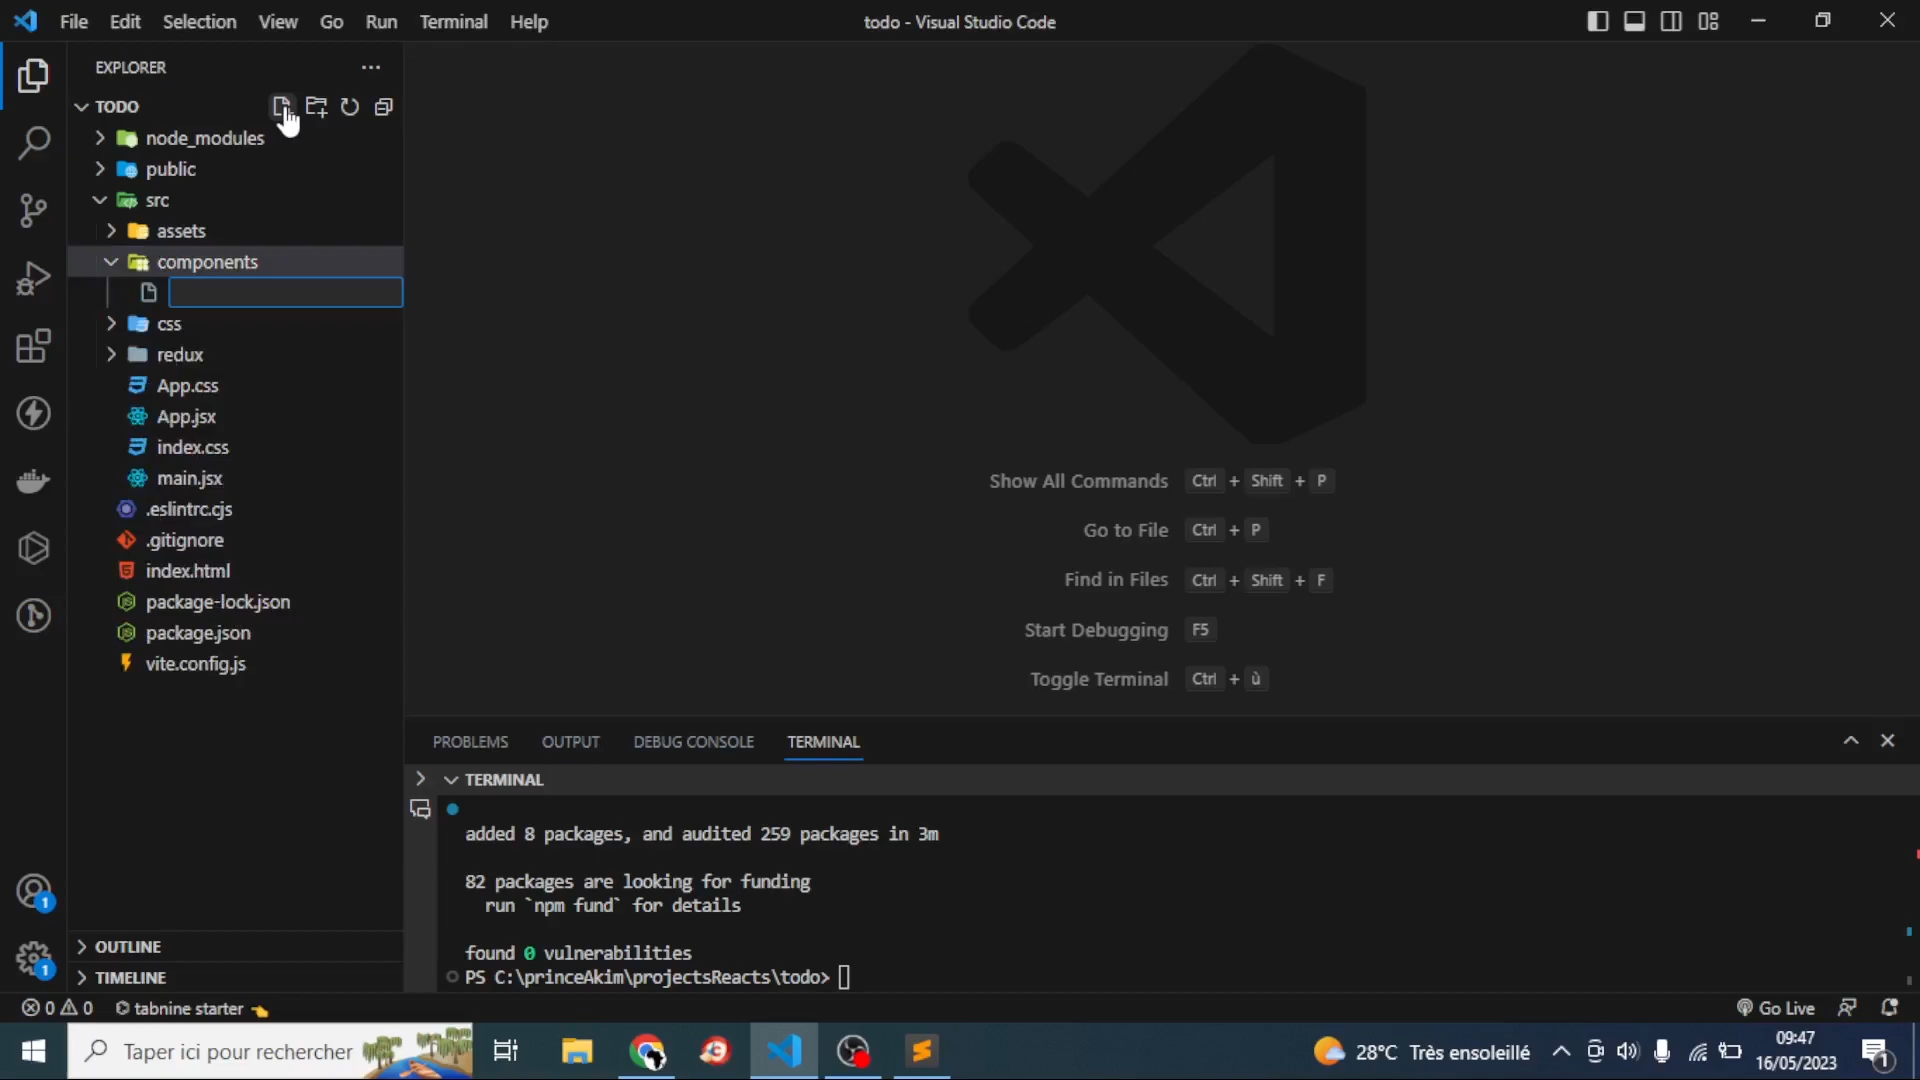 File Edit Selection View Go Run Terminal Help
todo - Visual Studio Code
EXPLORER
TODO
node_modules
public
src
assets
components
css
redux
App.css
App.jsx
index.css
main.jsx
.eslintrc.cjs
.gitignore
index.html
package-lock.json
package.json
vite.config.js
OUTLINE
TIMELINE
Show All Commands Ctrl + Shift + P
Go to File Ctrl + P
Find in Files Ctrl + Shift + F
Start Debugging F5
Toggle Terminal Ctrl + ù
PROBLEMS OUTPUT DEBUG CONSOLE TERMINAL
TERMINAL
added 8 packages, and audited 259 packages in 3m
82 packages are looking for funding
run `npm fund` for details
found 0 vulnerabilities
PS C:\princeAkim\projectsReacts\todo>
1
1
0 0 tabnine starter
Go Live
Taper ici pour rechercher
28°C Très ensoleillé
09:47
16/05/2023
1